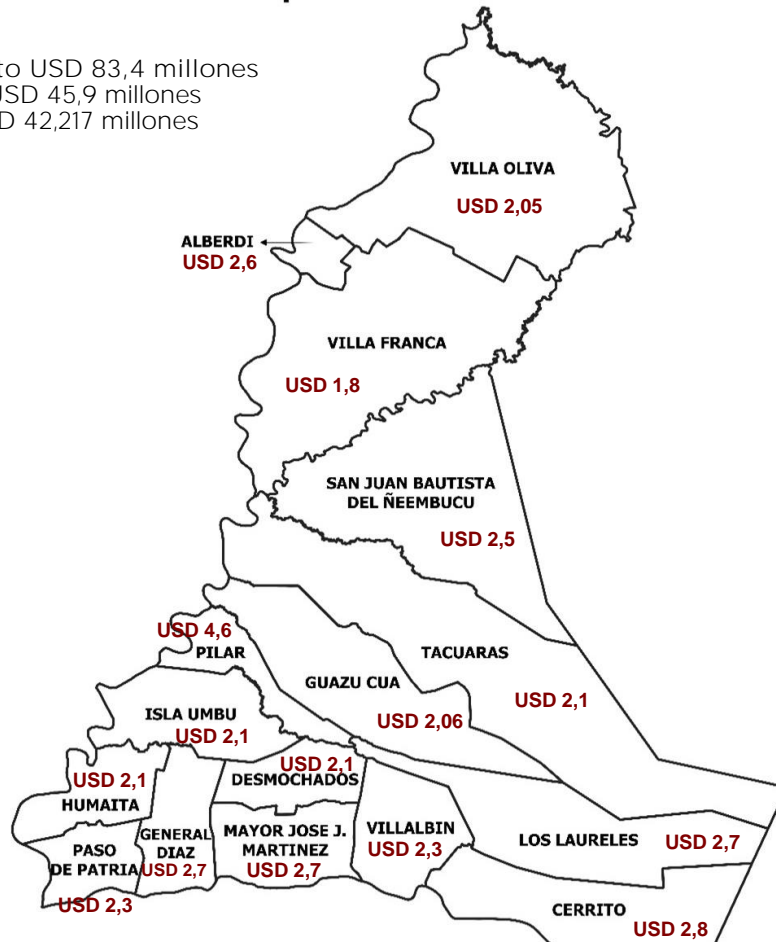 to USD 83,4 millones
USD 45,9 millones
D 42,217 millones
VILLA OLIVA
USD 2,05
ALBERDI
USD 2,6
VILLA FRANCA
USD 1,8
SAN JUAN BAUTISTA
DEL ÑEEMBUCU
USD 2,5
USD 4,6
PILAR
TACUARAS
USD 2,1
GUAZU CUA
USD 2,06
ISLA UMBU
USD 2,1
USD 2,1
HUMAITA
USD 2,1
DESMOCHADOS
PASO
DE PATRIA
USD 2,3
GENERAL
DIAZ
USD 2,7
MAYOR JOSE J.
MARTINEZ
USD 2,7
VILLALBIN
USD 2,3
LOS LAURELES
USD 2,7
CERRITO
USD 2,8